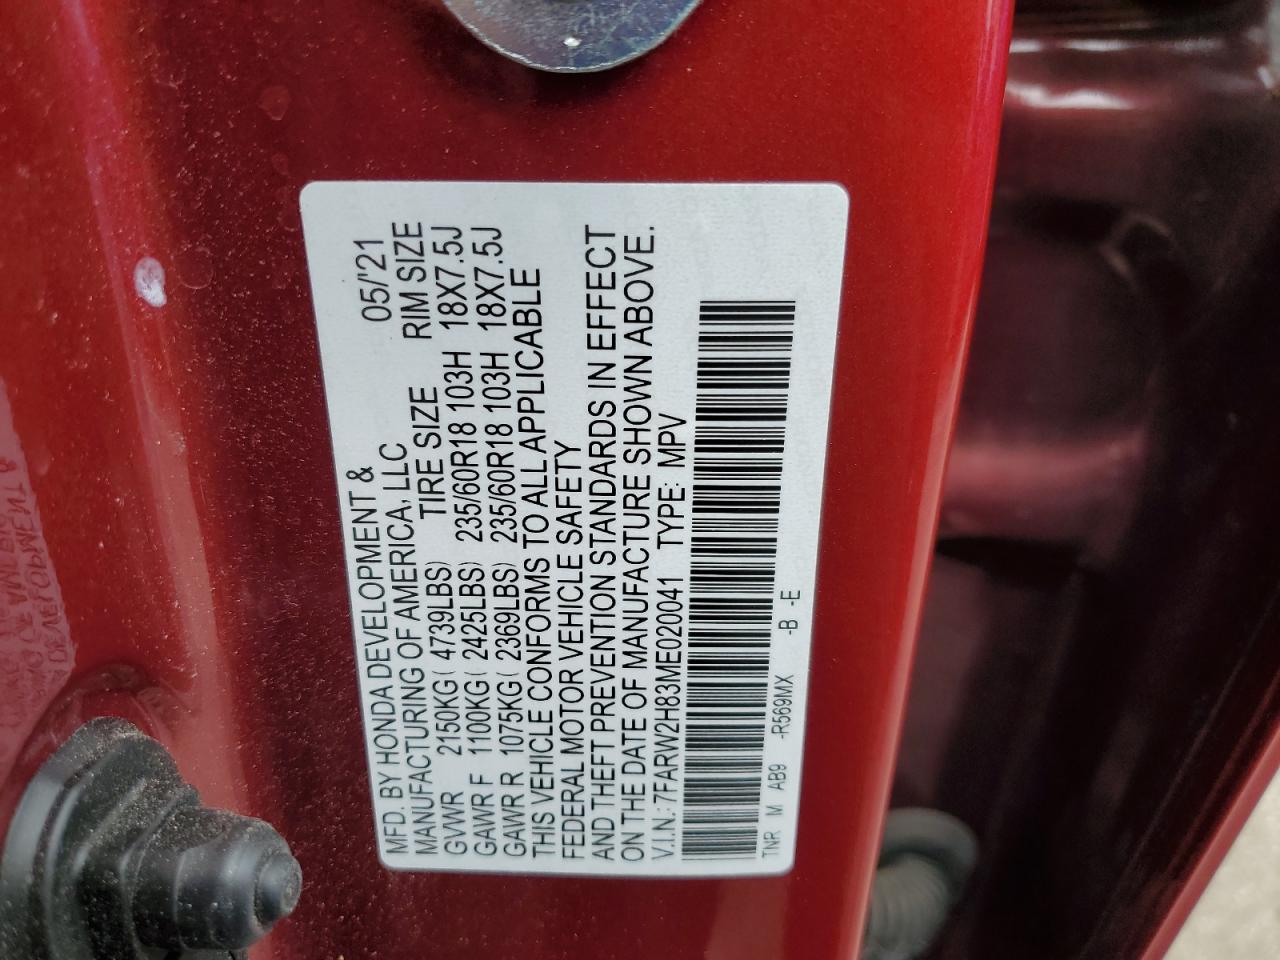 MFD. BY HONDA DEVELOPMENT &
MANUFACTURING OF AMERICA, LLC 05/'21
GVWR 2150KG( 4739LBS) TIRE SIZE RIM SIZE
GAWR F 1100KG( 2425LBS) 235/60R18 103H 18X7.5J
GAWR R 1075KG( 2369LBS) 235/60R18 103H 18X7.5J
THIS VEHICLE CONFORMS TO ALL APPLICABLE
FEDERAL MOTOR VEHICLE SAFETY
AND THEFT PREVENTION STANDARDS IN EFFECT
ON THE DATE OF MANUFACTURE SHOWN ABOVE.
V.I.N.: 7FARW2H83ME020041 TYPE: MPV
TNR M AB9 -R569MX -B -E